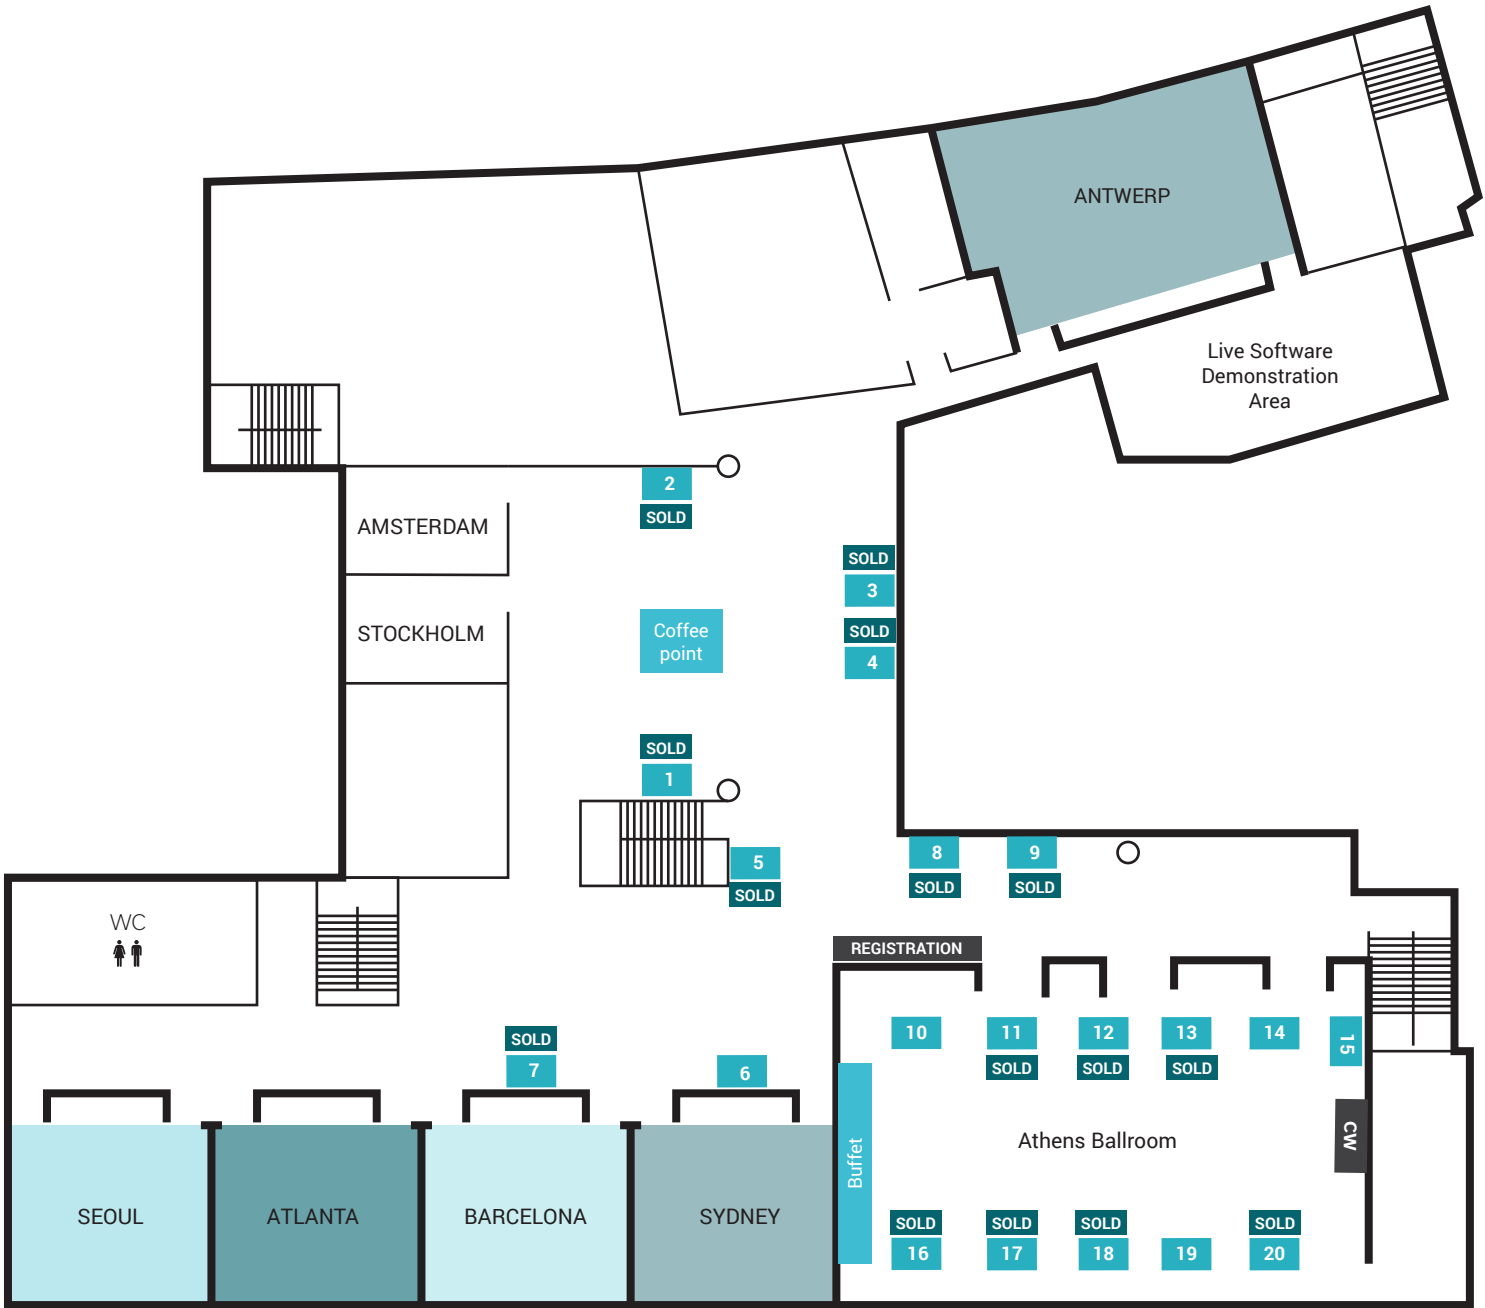 ANTWERP
Live Software
Demonstration
Area
2
SOLD
AMSTERDAM
SOLD
3
STOCKHOLM
Coffee
point
SOLD
4
SOLD
1
5
SOLD
8
SOLD
9
SOLD
WC
REGISTRATION
SOLD
7
6
10
11
SOLD
12
SOLD
13
SOLD
14
15
CW
Athens Ballroom
Buffet
SEOUL
ATLANTA
BARCELONA
SYDNEY
SOLD
16
SOLD
17
SOLD
18
19
SOLD
20